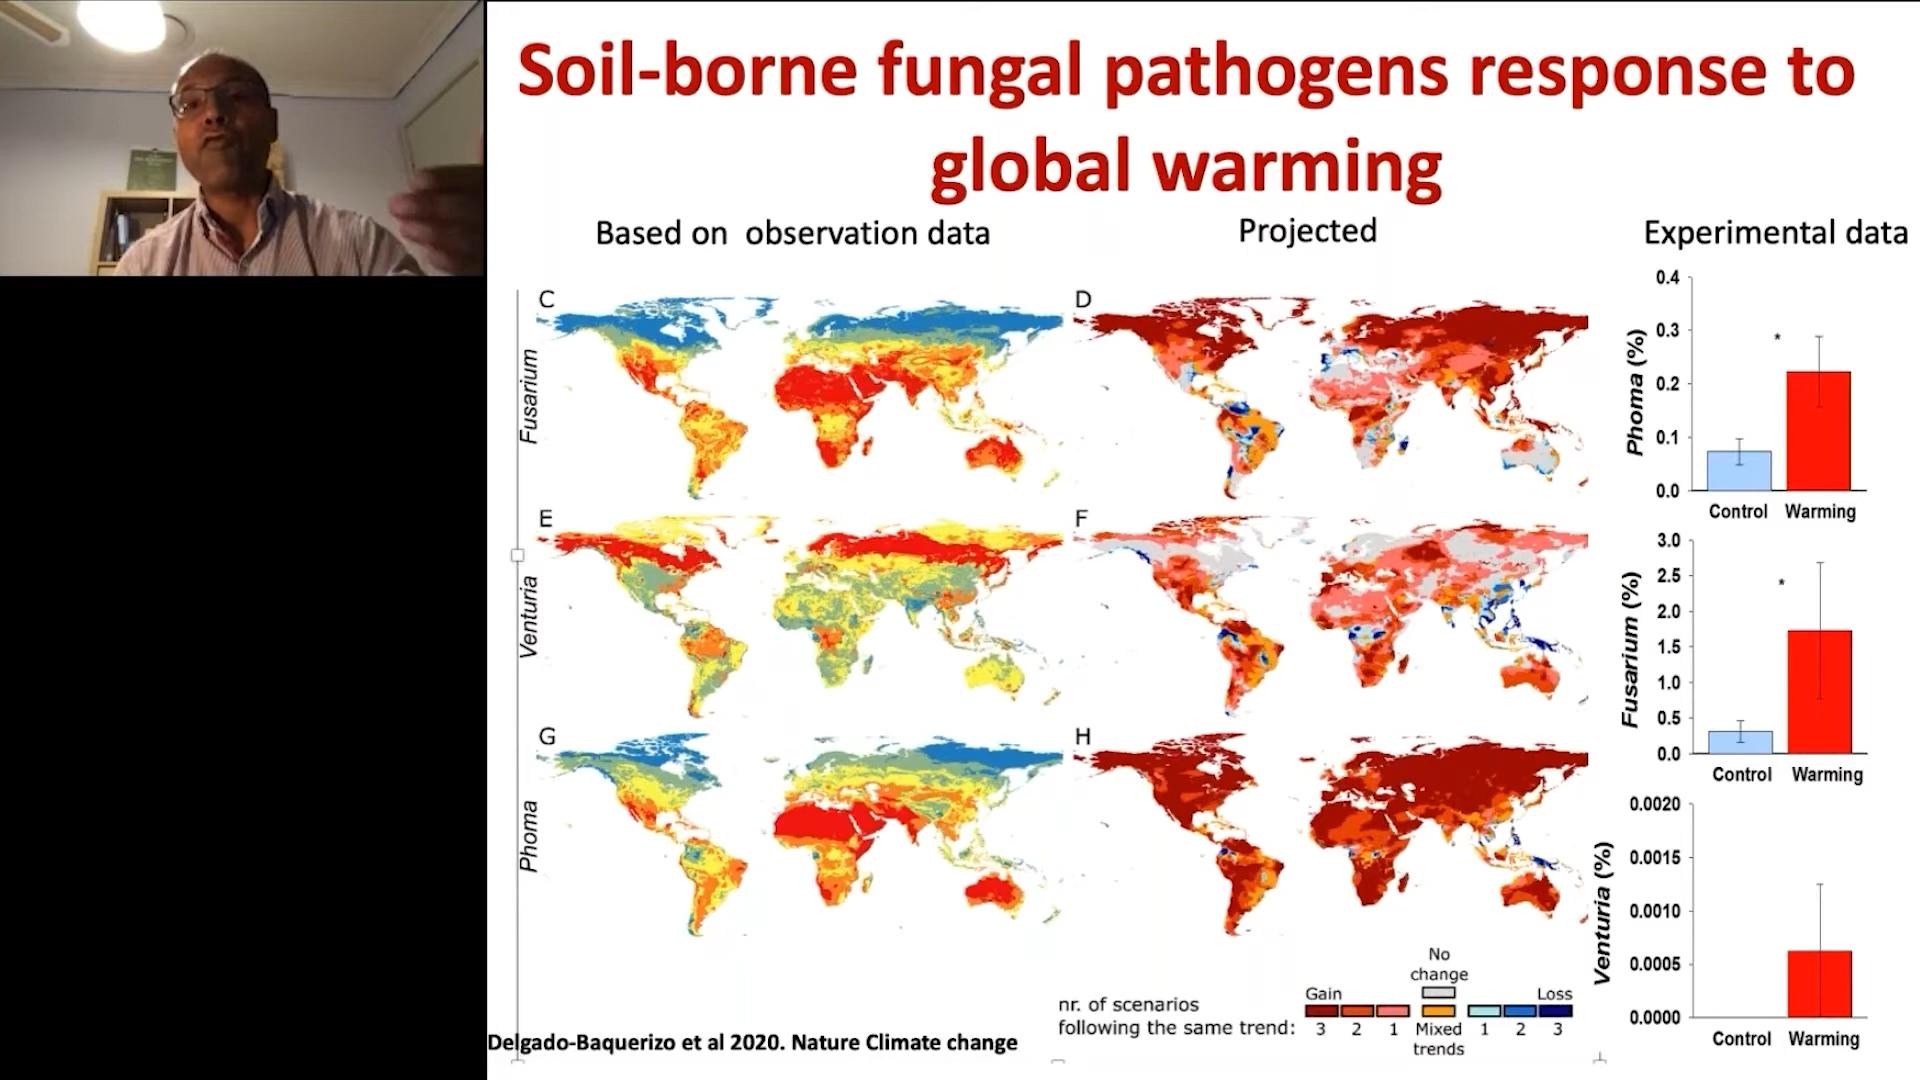 Soil-borne fungal pathogens response to
global warming
Based on observation data
Projected
Experimental data
C
D
Fusarium
E
F
Venturia
G
H
Phoma
0.4
0.3
0.2
0.1
0.0
Phoma (%)
*
Control Warming
3.0
2.5
2.0
1.5
1.0
0.5
0.0
Fusarium (%)
*
Control Warming
0.0020
0.0015
0.0010
0.0005
0.0000
Venturia (%)
Control Warming
No
change
Gain
Loss
nr. of scenarios
following the same trend:
3 2 1 Mixed 1 2 3
trends
Delgado-Baquerizo et al 2020. Nature Climate change